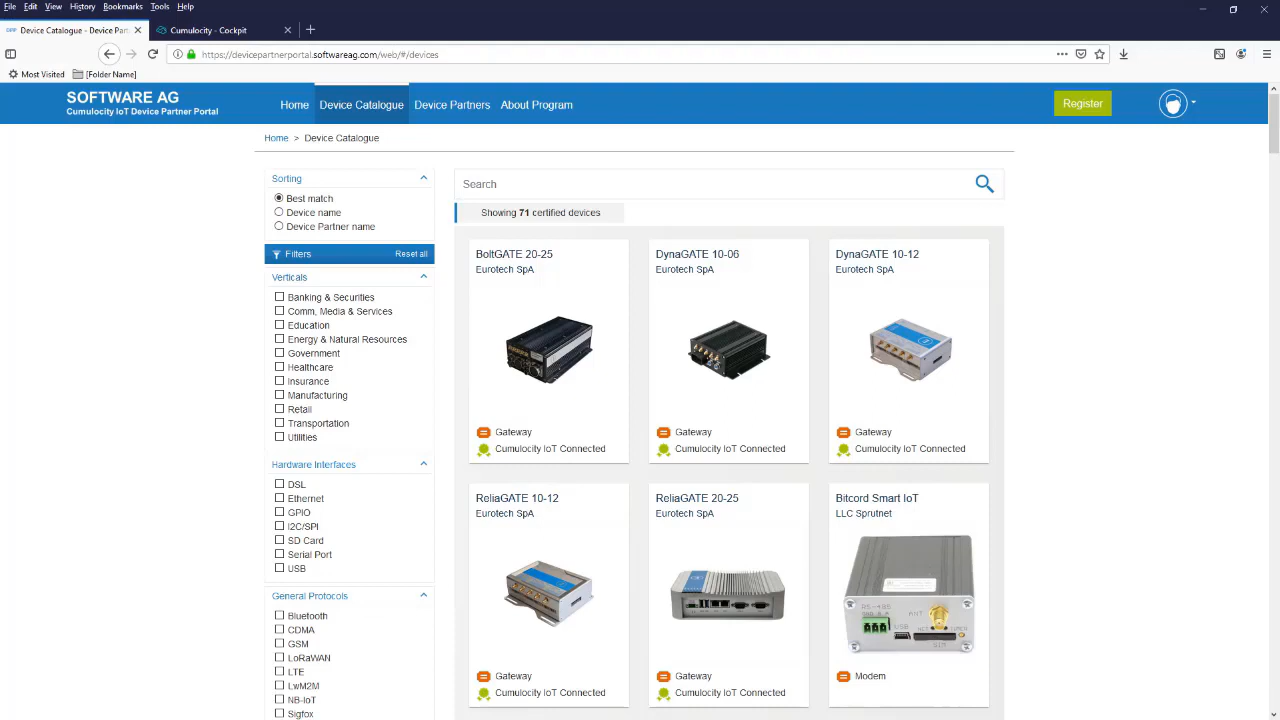 File Edit View History Bookmarks Tools Help
Device Catalogue - Device Part
Cumulocity - Cockpit
https://devicepartnerportal.softwareag.com/web/#/devices
Most Visited [Folder Name]
SOFTWARE AG
Cumulocity IoT Device Partner Portal
Home Device Catalogue Device Partners About Program
Register
Home > Device Catalogue
Sorting
Best match
Device name
Device Partner name
Filters Reset all
Verticals
Banking & Securities
Comm, Media & Services
Education
Energy & Natural Resources
Government
Healthcare
Insurance
Manufacturing
Retail
Transportation
Utilities
Hardware Interfaces
DSL
Ethernet
GPIO
I2C/SPI
SD Card
Serial Port
USB
General Protocols
Bluetooth
CDMA
GSM
LoRaWAN
LTE
LwM2M
NB-IoT
Sigfox
Search
Showing 71 certified devices
BoltGATE 20-25
Eurotech SpA
Gateway
Cumulocity IoT Connected
DynaGATE 10-06
Eurotech SpA
Gateway
Cumulocity IoT Connected
DynaGATE 10-12
Eurotech SpA
Gateway
Cumulocity IoT Connected
ReliaGATE 10-12
Eurotech SpA
Gateway
Cumulocity IoT Connected
ReliaGATE 20-25
Eurotech SpA
Gateway
Cumulocity IoT Connected
Bitcord Smart IoT
LLC Sprutnet
RS-485
ANT
USB
SIM
Modem